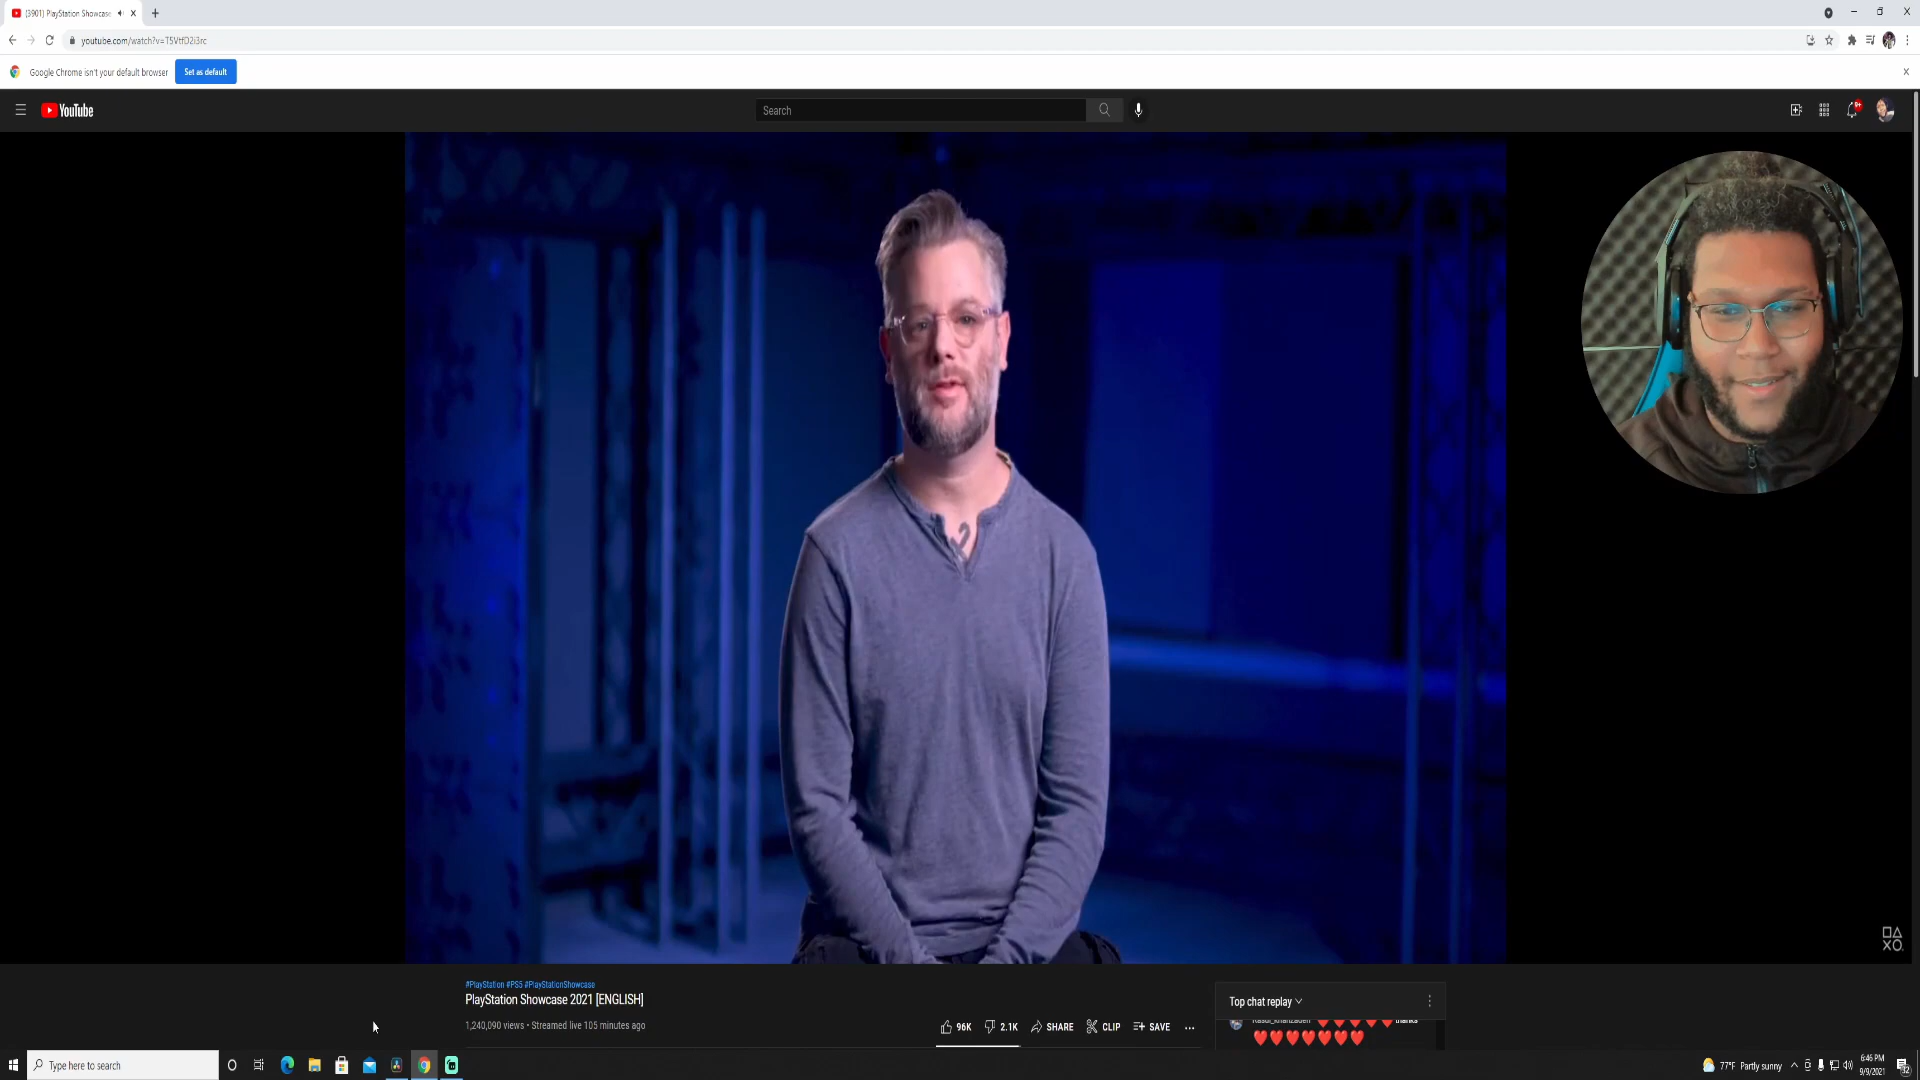 (3901) PlayStation Showcase
youtube.com/watch?v=T5VtfD2i3rc
Google Chrome isn't your default browser
Set as default
YouTube
Search
9+
#PlayStation #PS5 #PlayStationShowcase
PlayStation Showcase 2021 [ENGLISH]
1,240,090 views • Streamed live 105 minutes ago
96K
2.1K
SHARE
CLIP
SAVE
Top chat replay
Type here to search
77°F Partly sunny
6:46 PM
9/9/2021